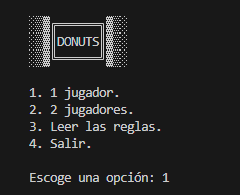 DONUTS
1. 1 jugador.
2. 2 jugadores.
3. Leer las reglas.
4. Salir.
Escoge una opción: 1